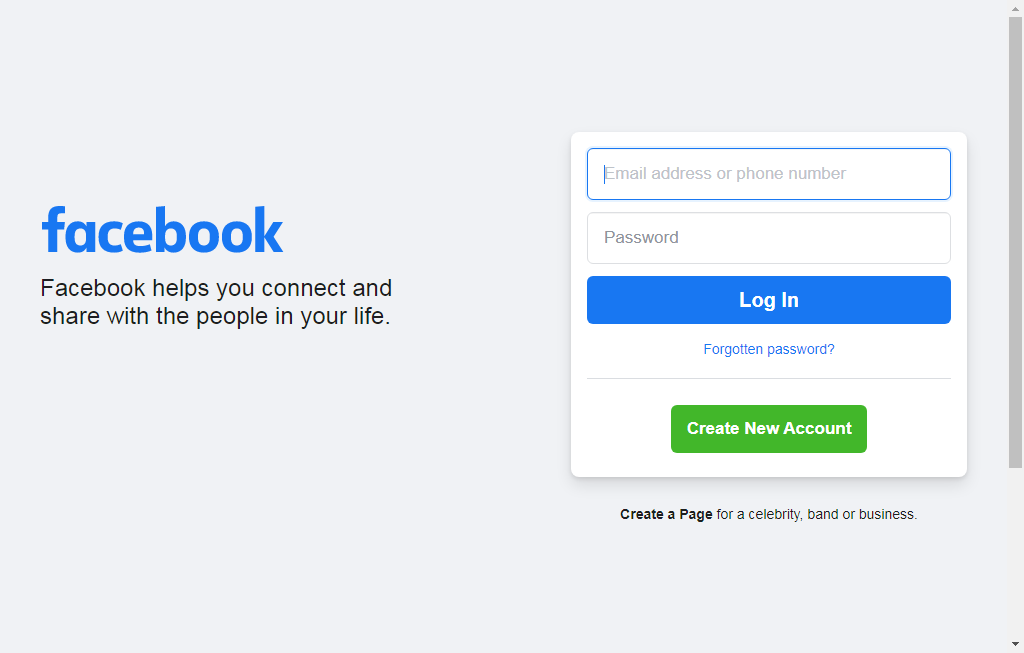 facebook
Facebook helps you connect and
share with the people in your life.
Email address or phone number
Password
Log In
Forgotten password?
Create New Account
Create a Page for a celebrity, band or business.